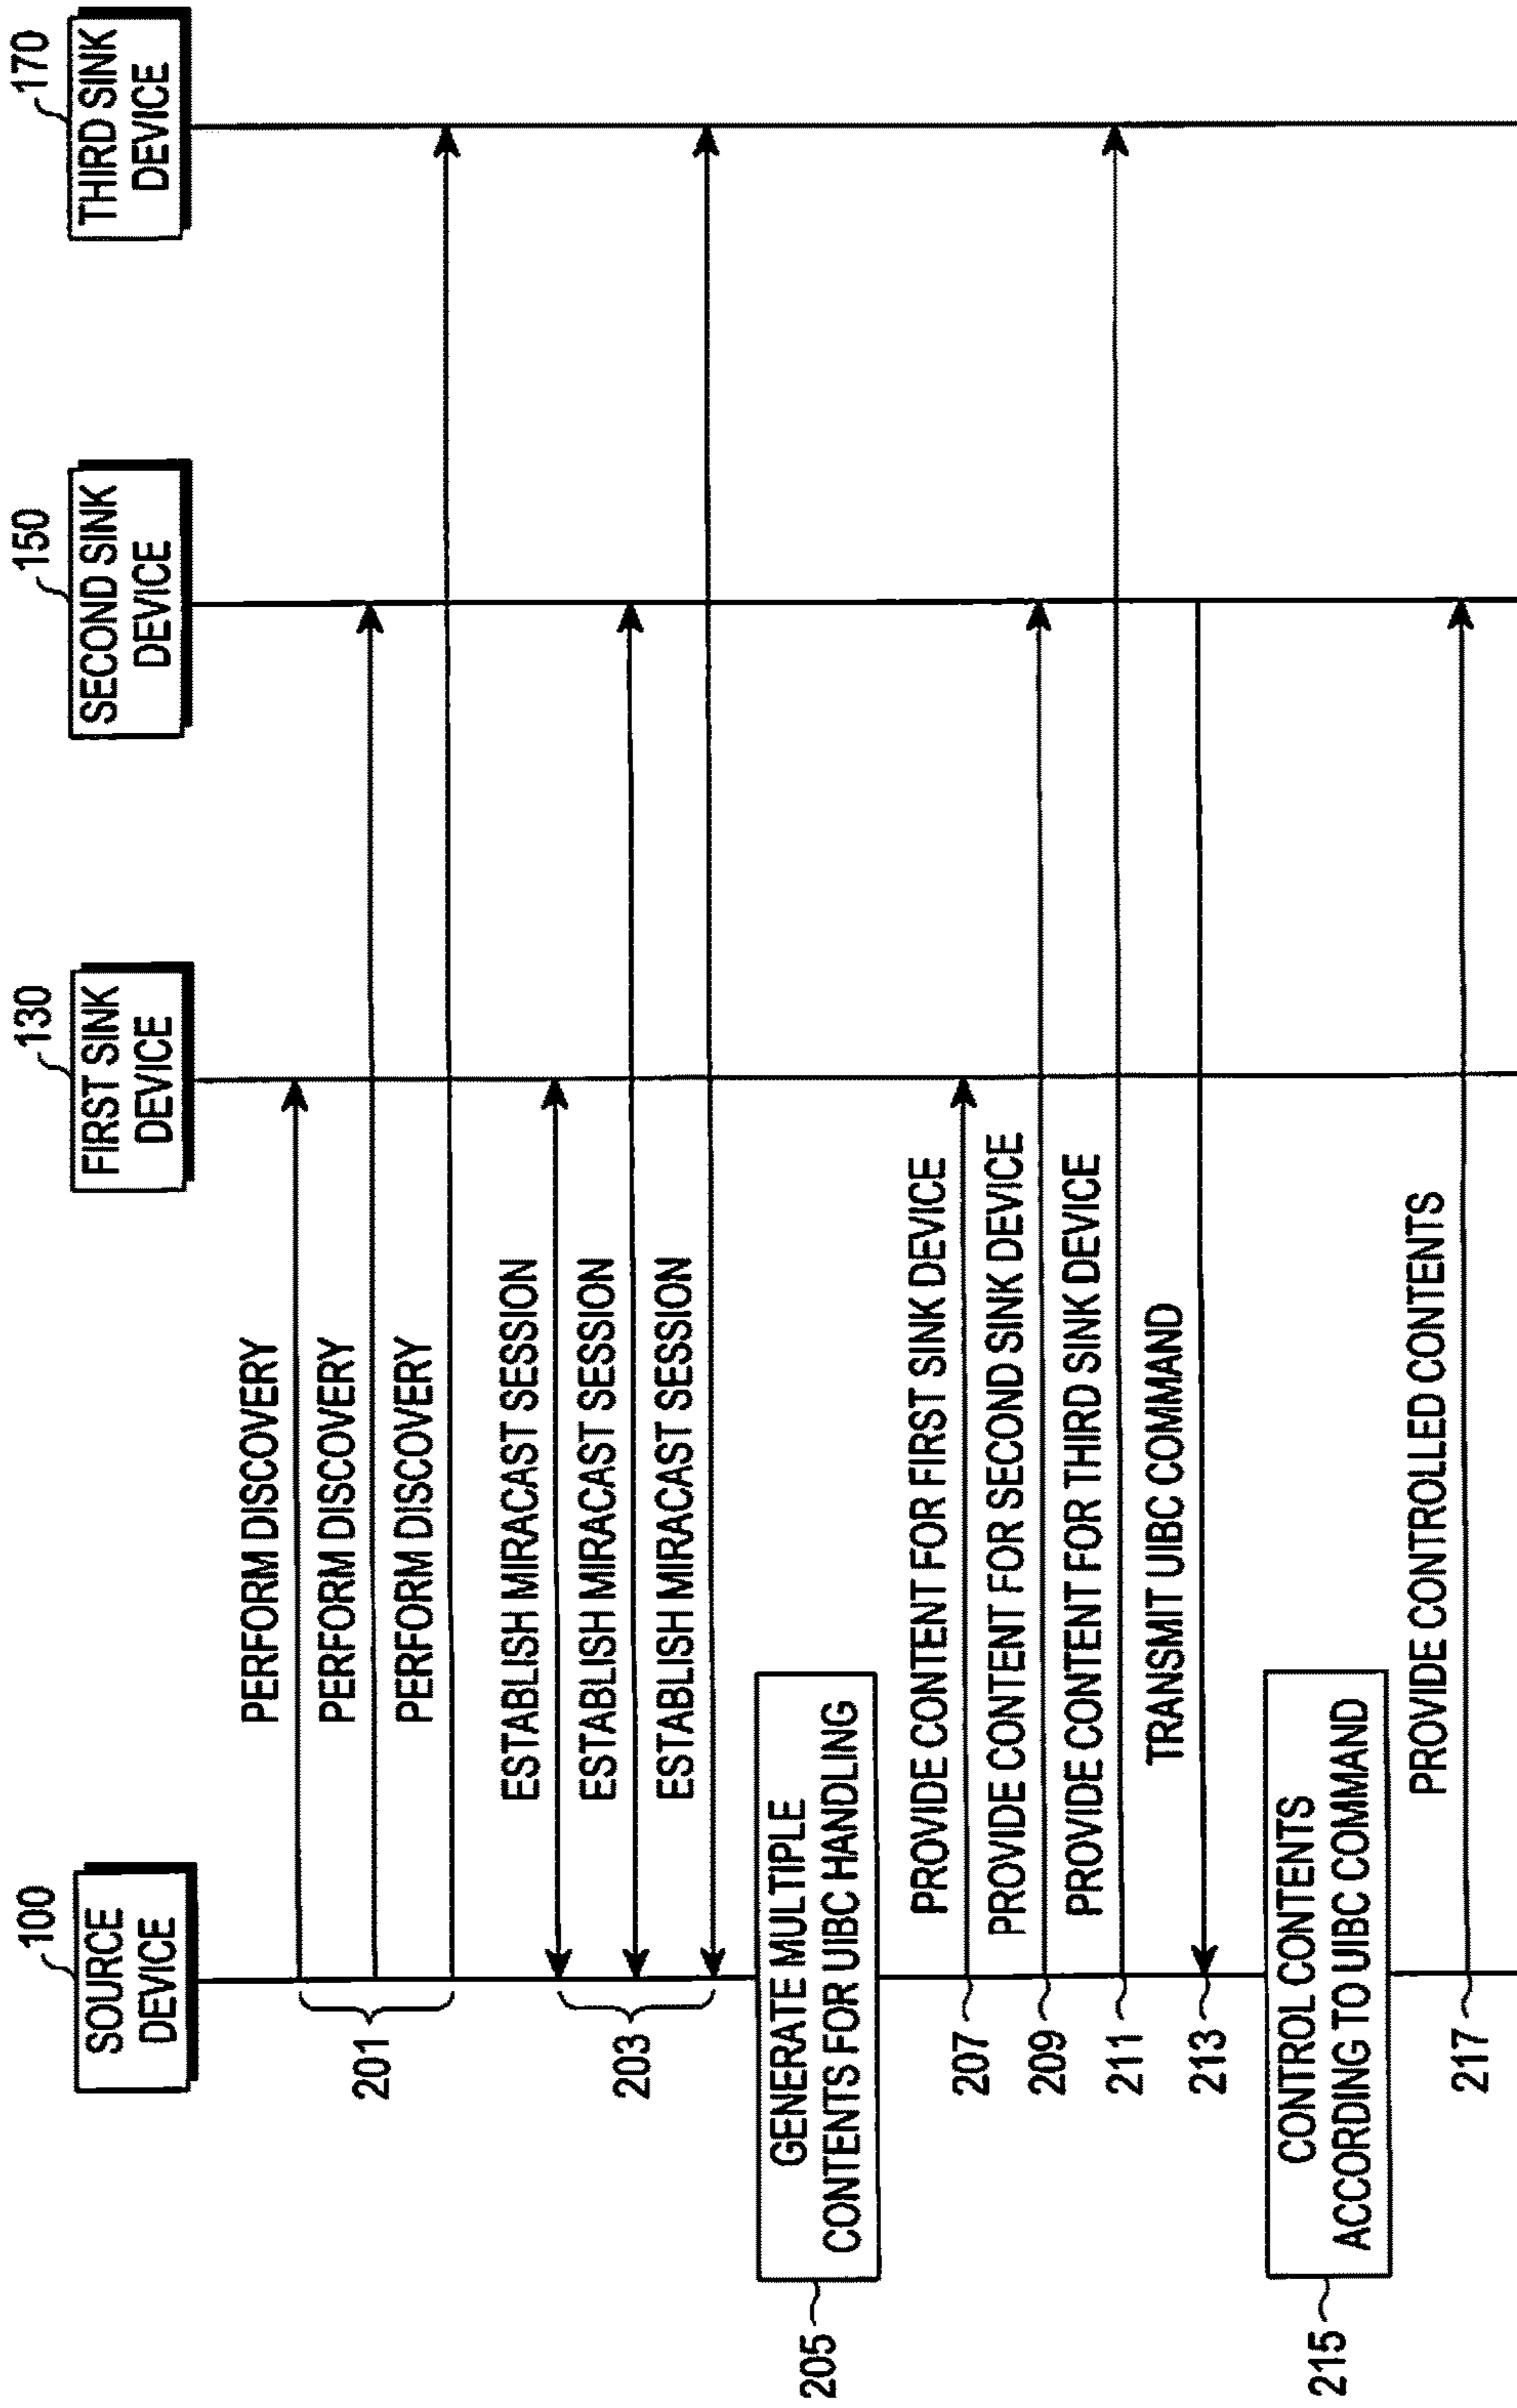 100
SOURCE
DEVICE
130
FIRST SINK
DEVICE
150
SECOND SINK
DEVICE
170
THIRD SINK
DEVICE
PERFORM DISCOVERY
PERFORM DISCOVERY
PERFORM DISCOVERY
201
ESTABLISH MIRACAST SESSION
ESTABLISH MIRACAST SESSION
ESTABLISH MIRACAST SESSION
203
205
GENERATE MULTIPLE
CONTENTS FOR UIBC HANDLING
PROVIDE CONTENT FOR FIRST SINK DEVICE
207
PROVIDE CONTENT FOR SECOND SINK DEVICE
209
PROVIDE CONTENT FOR THIRD SINK DEVICE
211
TRANSMIT UIBC COMMAND
213
215
CONTROL CONTENTS
ACCORDING TO UIBC COMMAND
PROVIDE CONTROLLED CONTENTS
217